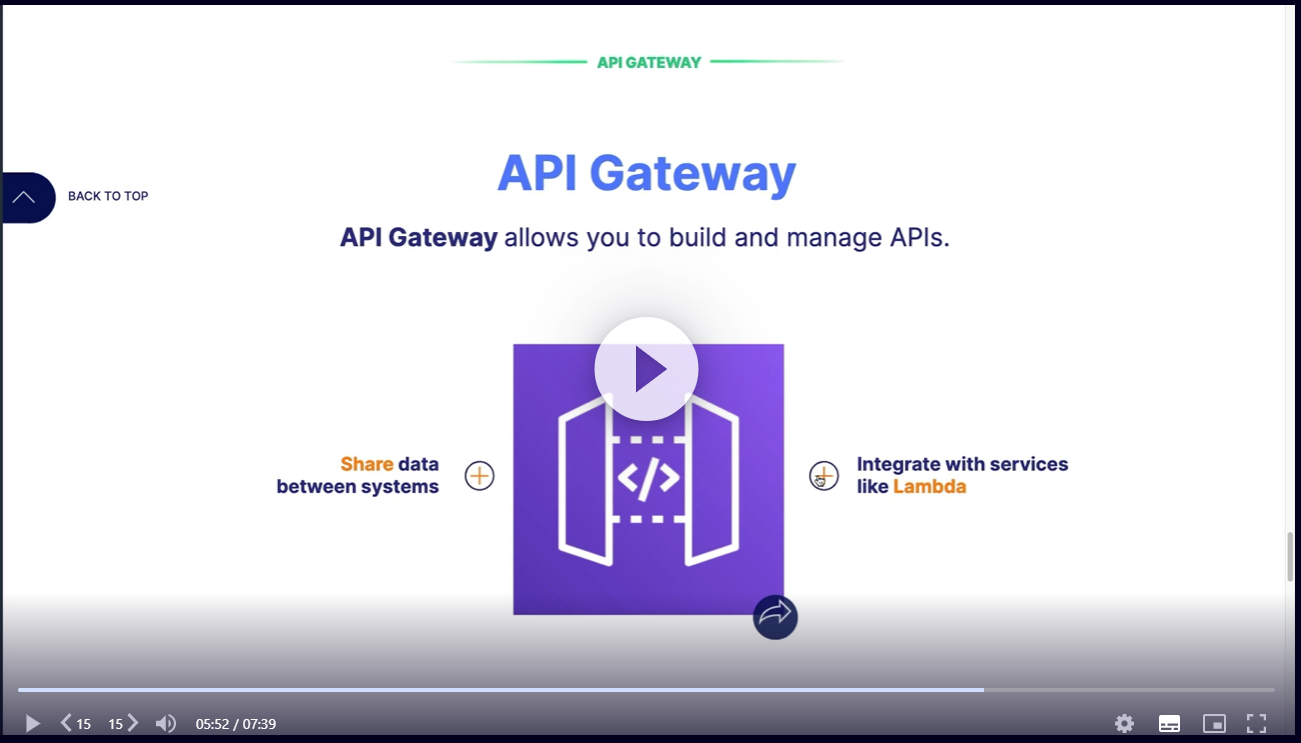 API GATEWAY
API Gateway
BACK TO TOP
API Gateway allows you to build and manage APIs.
Share data
between systems
</>
Integrate with services
like Lambda
15
15
05:52 / 07:39